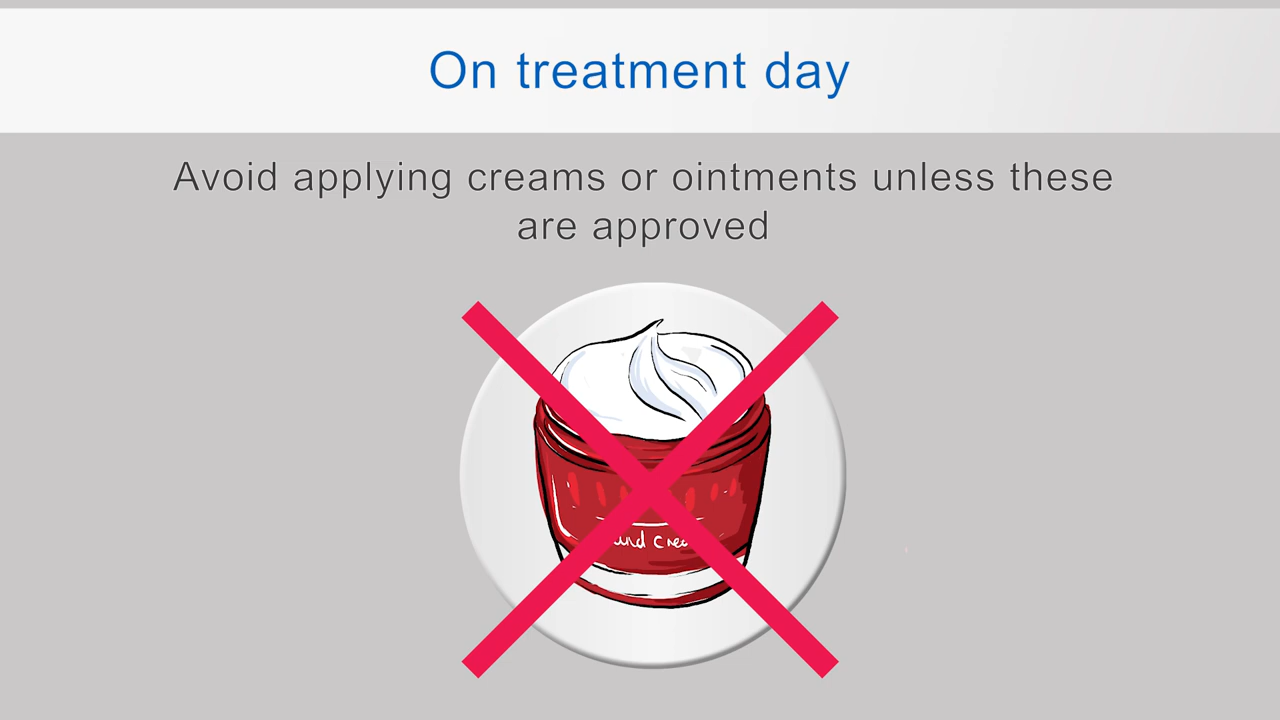 On treatment day
Avoid applying creams or ointments unless these
are approved